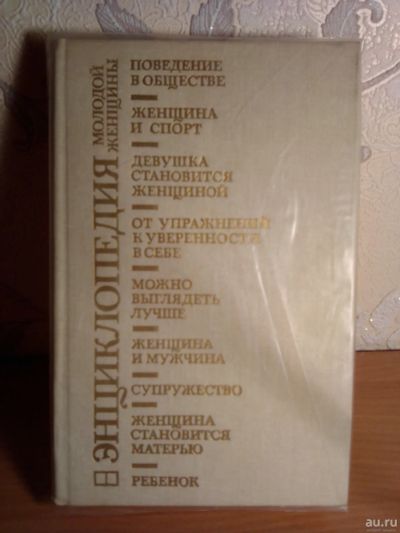 ЭНЦИКЛОПЕДИЯ
МОЛОДОЙ
ЖЕНЩИНЫ
ПОВЕДЕНИЕ
В ОБЩЕСТВЕ
ЖЕНЩИНА
И СПОРТ
ДЕВУШКА
СТАНОВИТСЯ
ЖЕНЩИНОЙ
ОТ УПРАЖНЕНИЙ
К УВЕРЕННОСТИ
В СЕБЕ
МОЖНО
ВЫГЛЯДЕТЬ
ЛУЧШЕ
ЖЕНЩИНА
И МУЖЧИНА
СУПРУЖЕСТВО
ЖЕНЩИНА
СТАНОВИТСЯ
МАТЕРЬЮ
РЕБЕНОК
au.ru